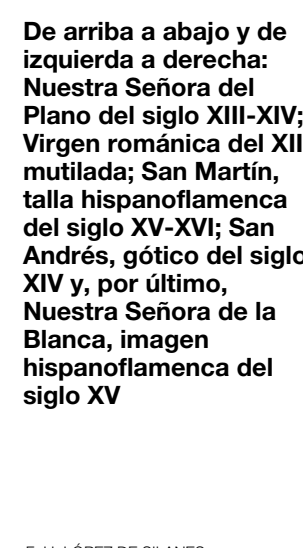 De arriba a abajo y de
izquierda a derecha:
Nuestra Señora del
Plano del siglo XIII-XIV;
Virgen románica del XII
mutilada; San Martín,
talla hispanoflamenca
del siglo XV-XVI; San
Andrés, gótico del siglo
XIV y, por último,
Nuestra Señora de la
Blanca, imagen
hispanoflamenca del
siglo XV
LÓPEZ DE